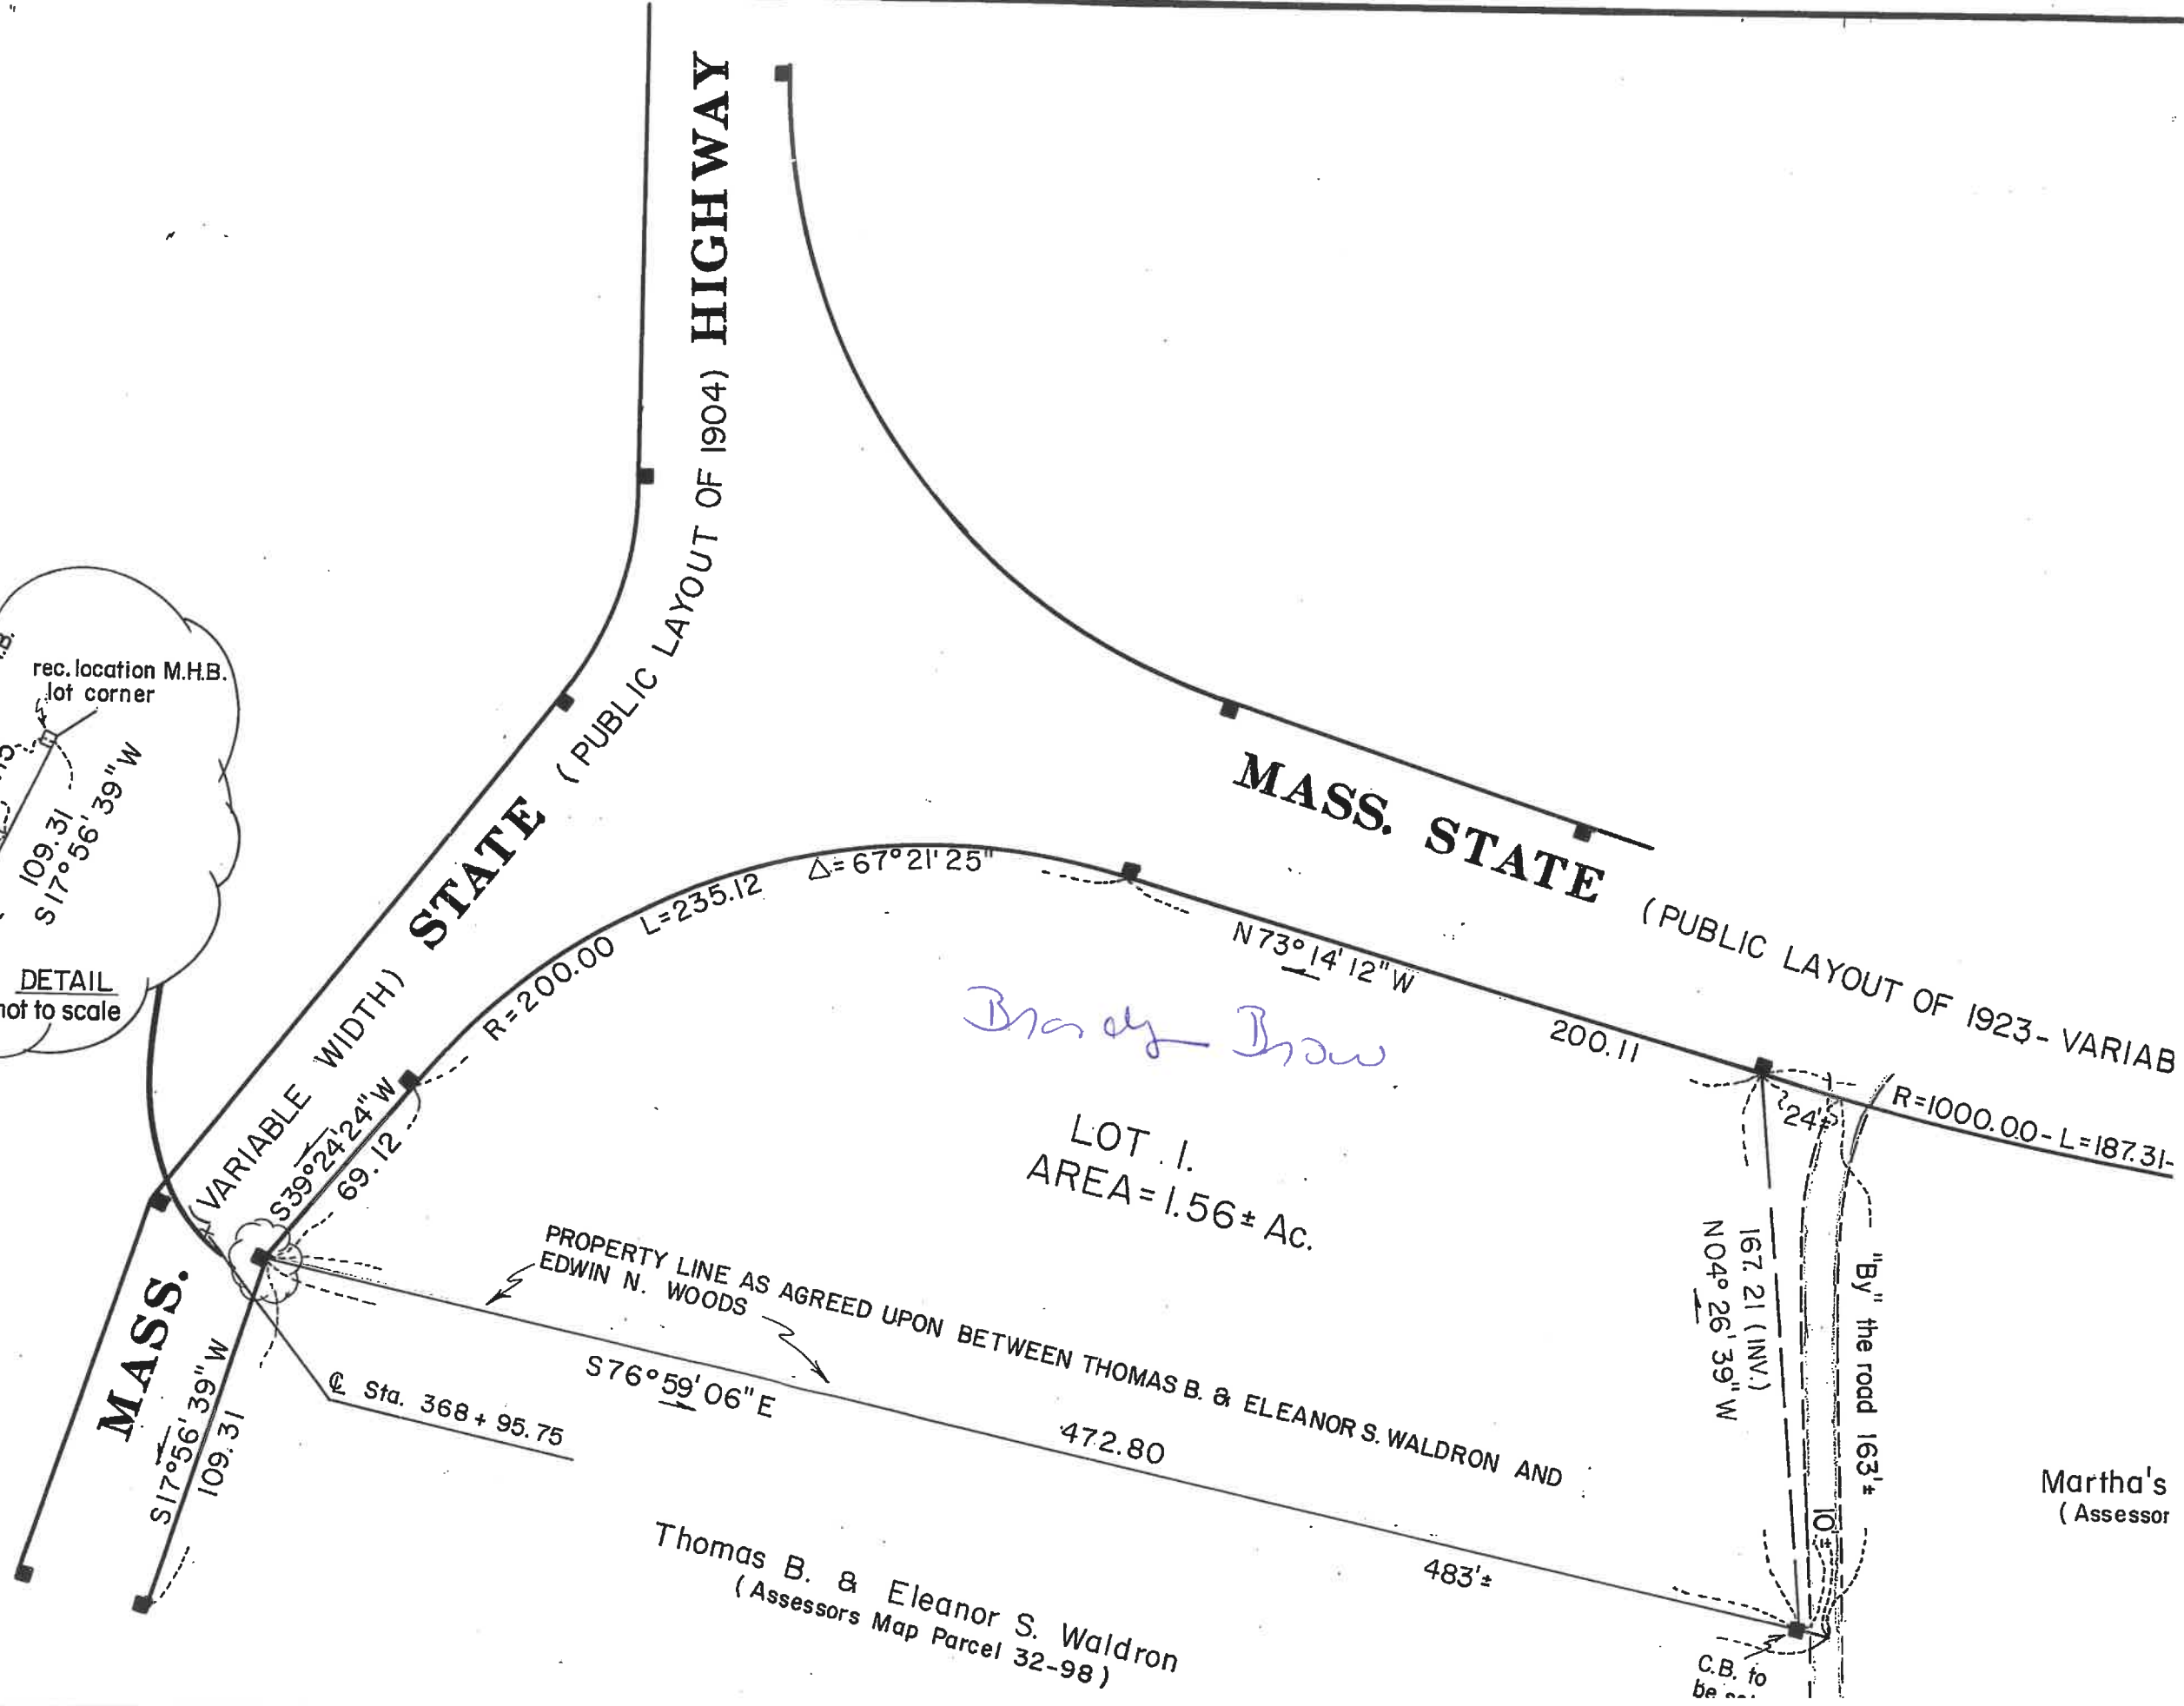 HIGHWAY
(PUBLIC LAYOUT OF 1904)
STATE
(VARIABLE WIDTH)
MASS.
rec. location M.H.B.
lot corner
109.31
S17°56'39"W
DETAIL
not to scale
MASS. STATE
(PUBLIC LAYOUT OF 1923-VARIAB
Δ=67°21'25"
L=235.12
R=200.00
N73°14'12"W
200.11
Brandy Brow
24'±
R=1000.00-L=187.31-
S39°24'24"W
69.12
LOT 1.
AREA=1.56± Ac.
PROPERTY LINE AS AGREED UPON BETWEEN THOMAS B. & ELEANOR S. WALDRON AND
EDWIN N. WOODS
167.21 (INV.)
N04°26'39"W
"By" the road 163'±
S76°59'06"E
472.80
483'±
10'±
℄ Sta. 368+95.75
S17°56'39"W
109.31
Martha's
(Assessor
Thomas B. & Eleanor S. Waldron
(Assessors Map Parcel 32-98)
C.B. to
be